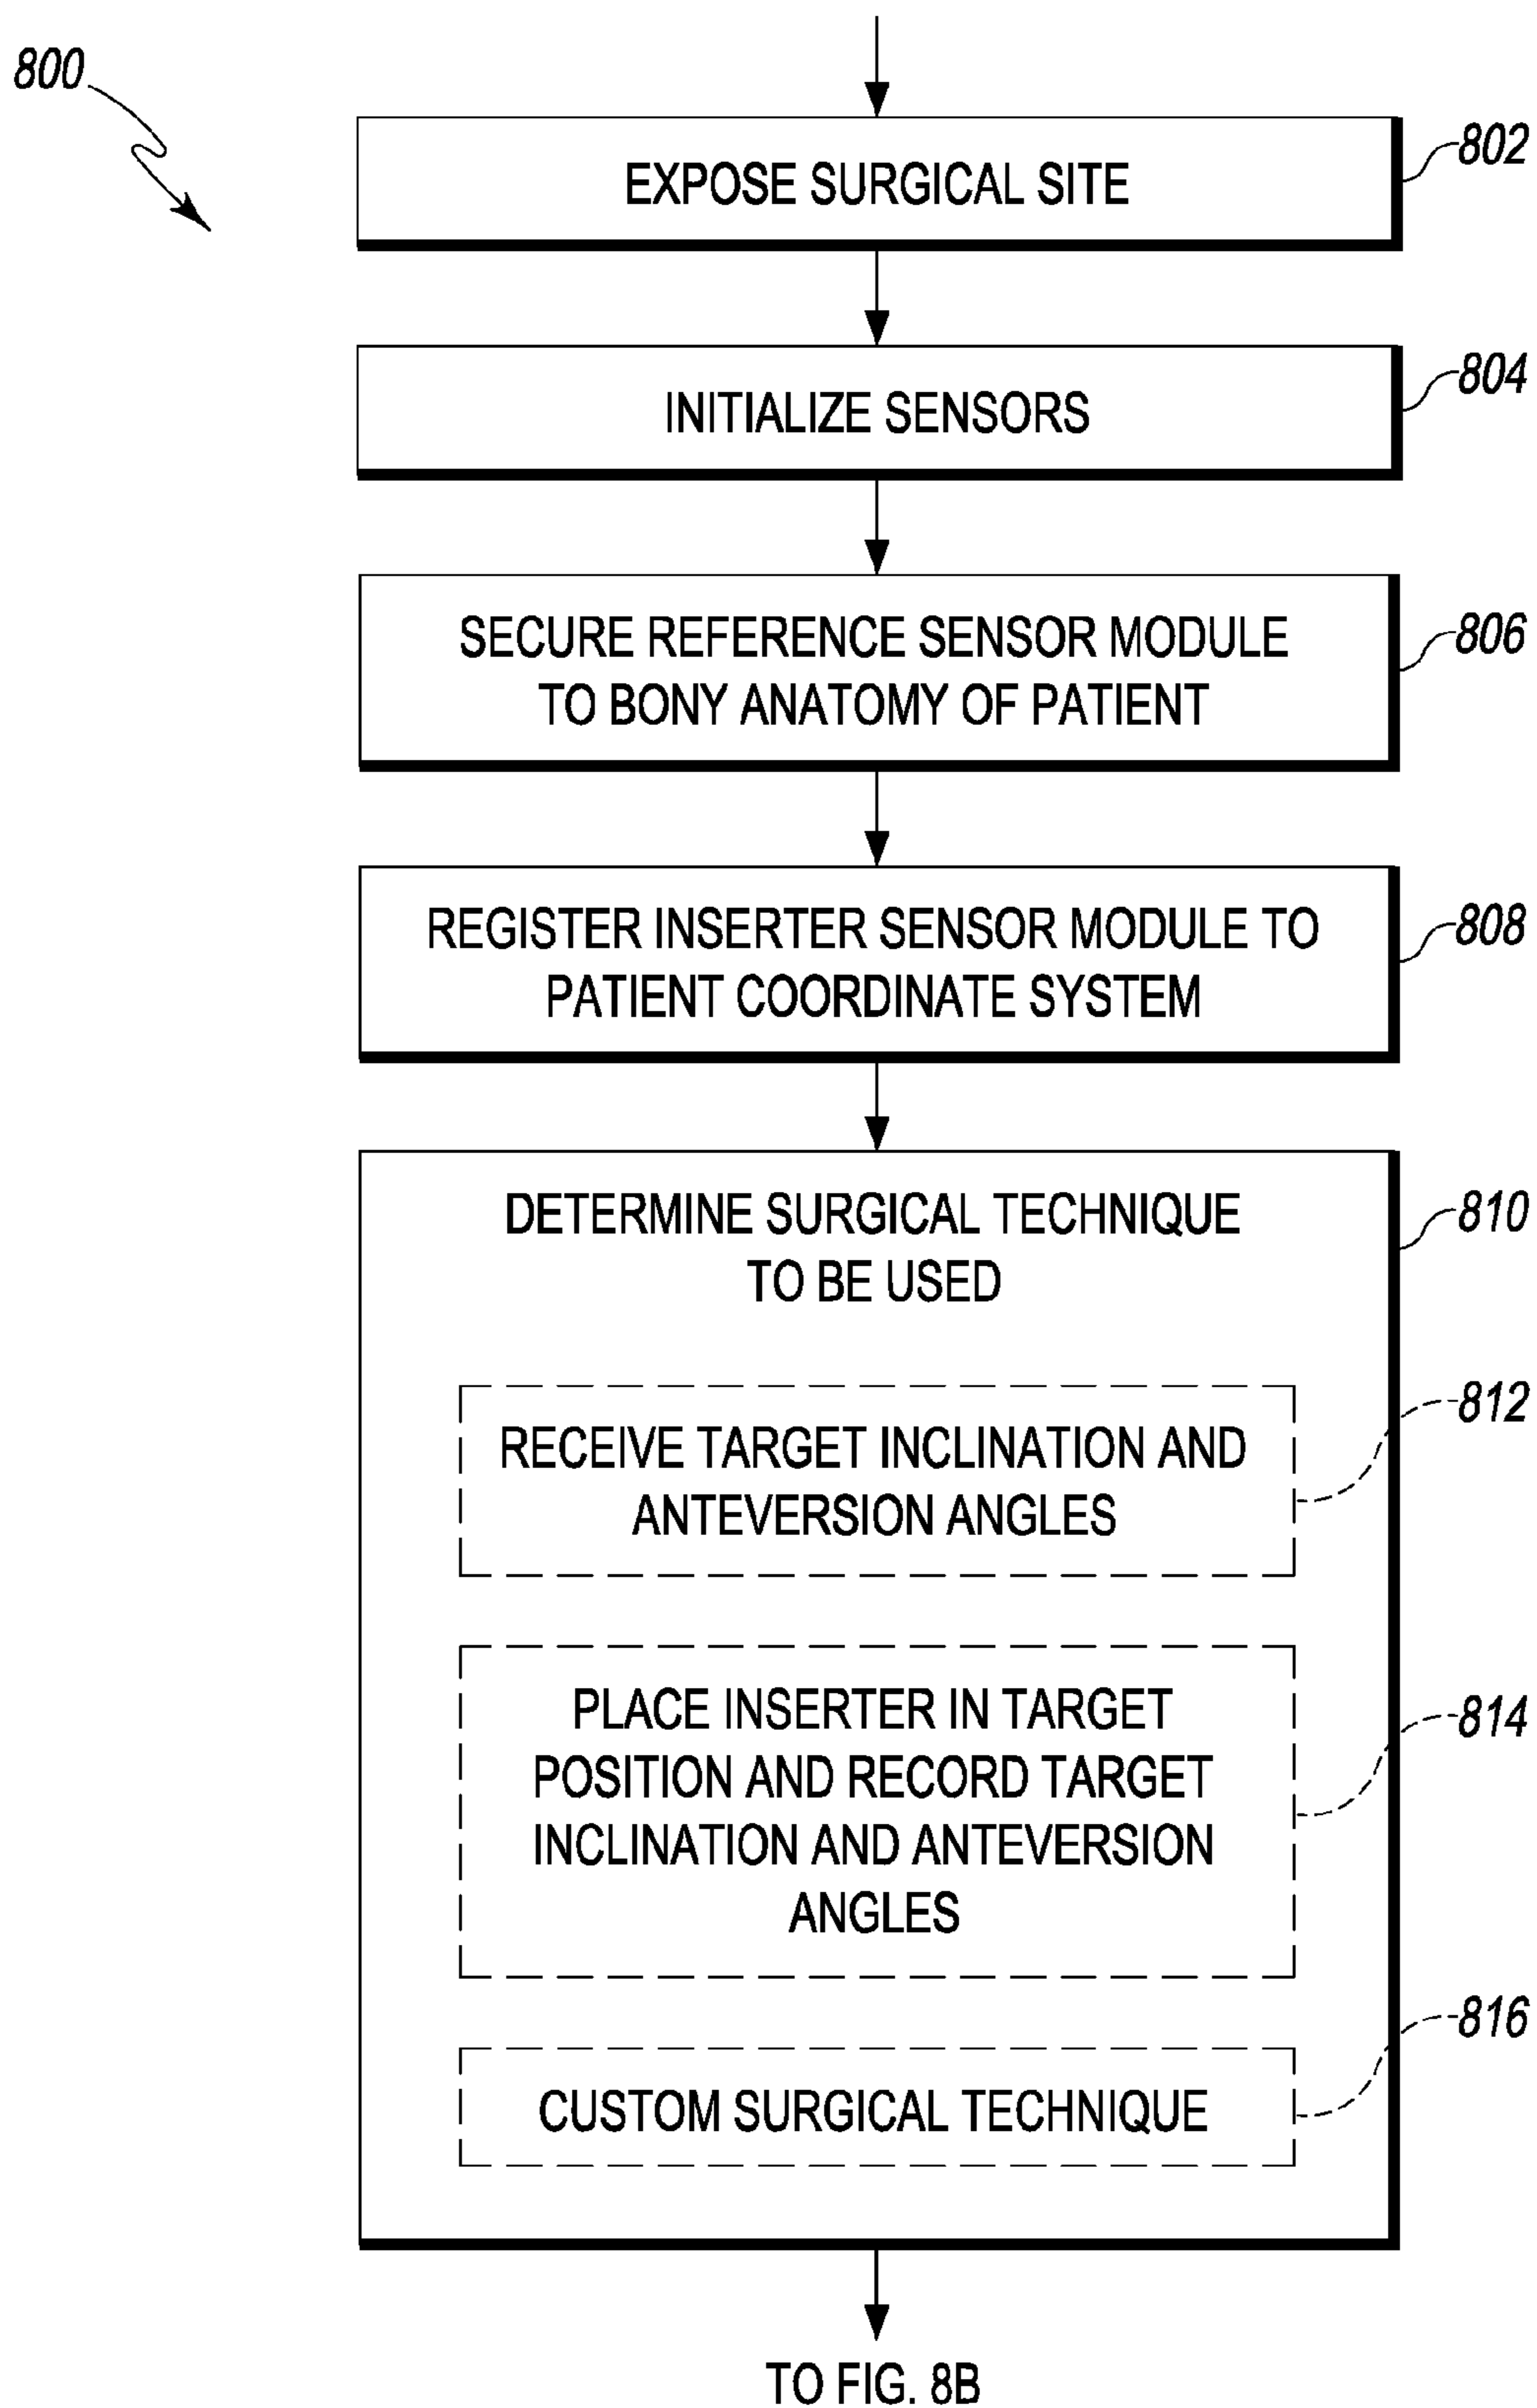 800
EXPOSE SURGICAL SITE
802
INITIALIZE SENSORS
804
SECURE REFERENCE SENSOR MODULE
TO BONY ANATOMY OF PATIENT
806
REGISTER INSERTER SENSOR MODULE TO
PATIENT COORDINATE SYSTEM
808
DETERMINE SURGICAL TECHNIQUE
TO BE USED
810
RECEIVE TARGET INCLINATION AND
ANTEVERSION ANGLES
812
PLACE INSERTER IN TARGET
POSITION AND RECORD TARGET
INCLINATION AND ANTEVERSION
ANGLES
814
CUSTOM SURGICAL TECHNIQUE
816
TO FIG. 8B